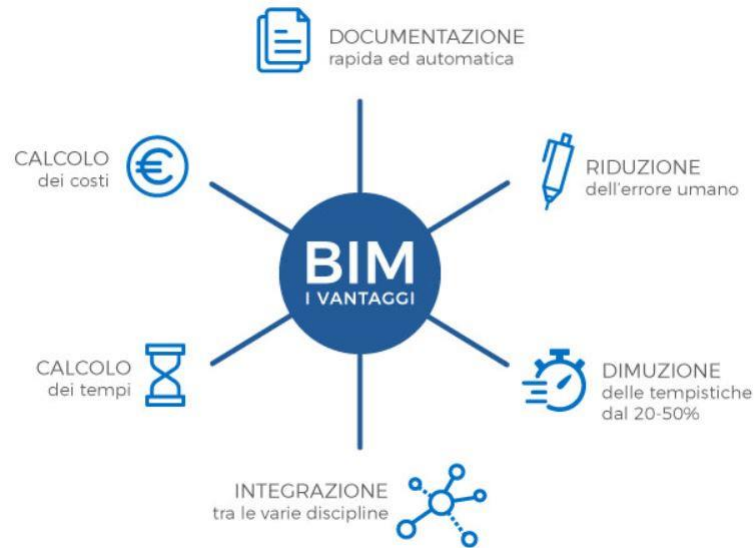 DOCUMENTAZIONE
rapida ed automatica
CALCOLO
dei costi
RIDUZIONE
dell'errore umano
BIM
I VANTAGGI
CALCOLO
dei tempi
DIMUZIONE
delle tempistiche
dal 20-50%
INTEGRAZIONE
tra le varie discipline